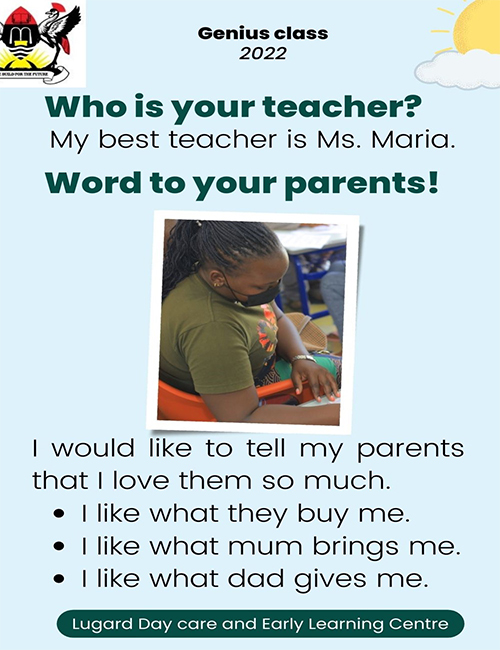 Genius class
2022
BUILD FOR THE FUTURE
Who is your teacher?
My best teacher is Ms. Maria.
Word to your parents!
I would like to tell my parents
that I love them so much.
• I like what they buy me.
• I like what mum brings me.
• I like what dad gives me.
Lugard Day care and Early Learning Centre